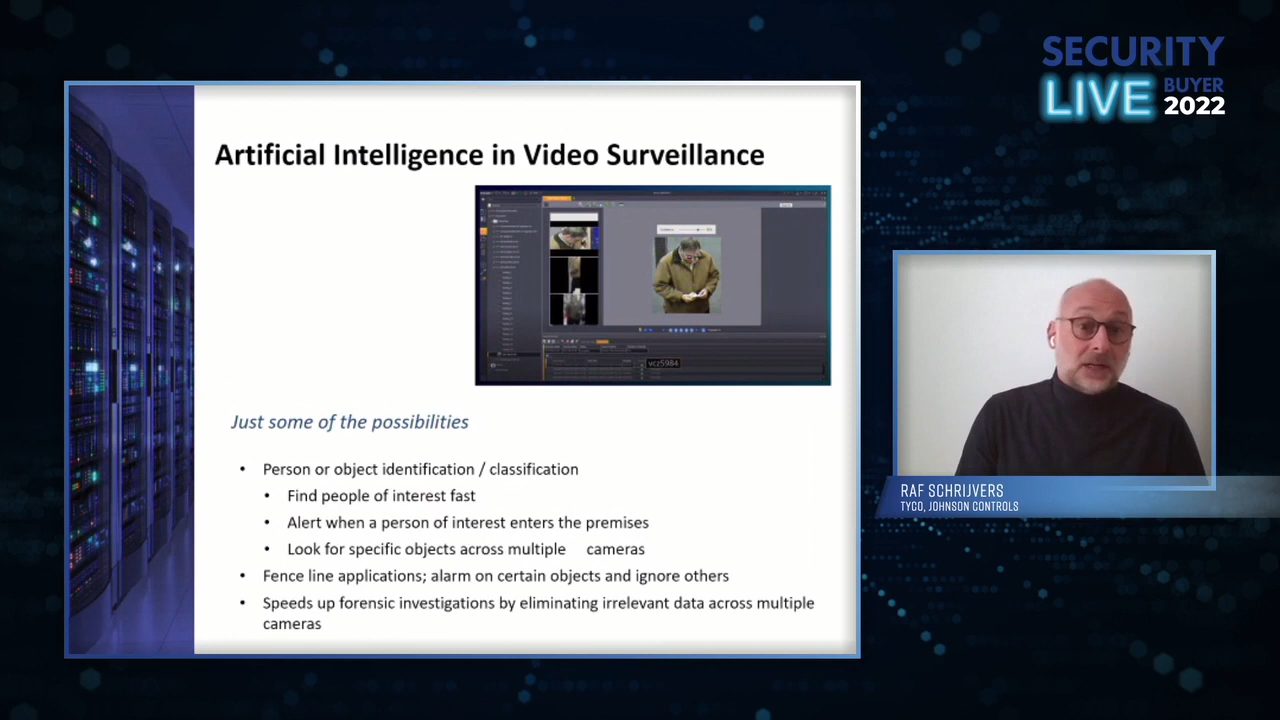 SECURITY
LIVE BUYER
2022
Artificial Intelligence in Video Surveillance
vcz5984
Just some of the possibilities
• Person or object identification / classification
• Find people of interest fast
• Alert when a person of interest enters the premises
• Look for specific objects across multiple cameras
• Fence line applications; alarm on certain objects and ignore others
• Speeds up forensic investigations by eliminating irrelevant data across multiple
cameras
RAF SCHRIJVERS
TYCO, JOHNSON CONTROLS